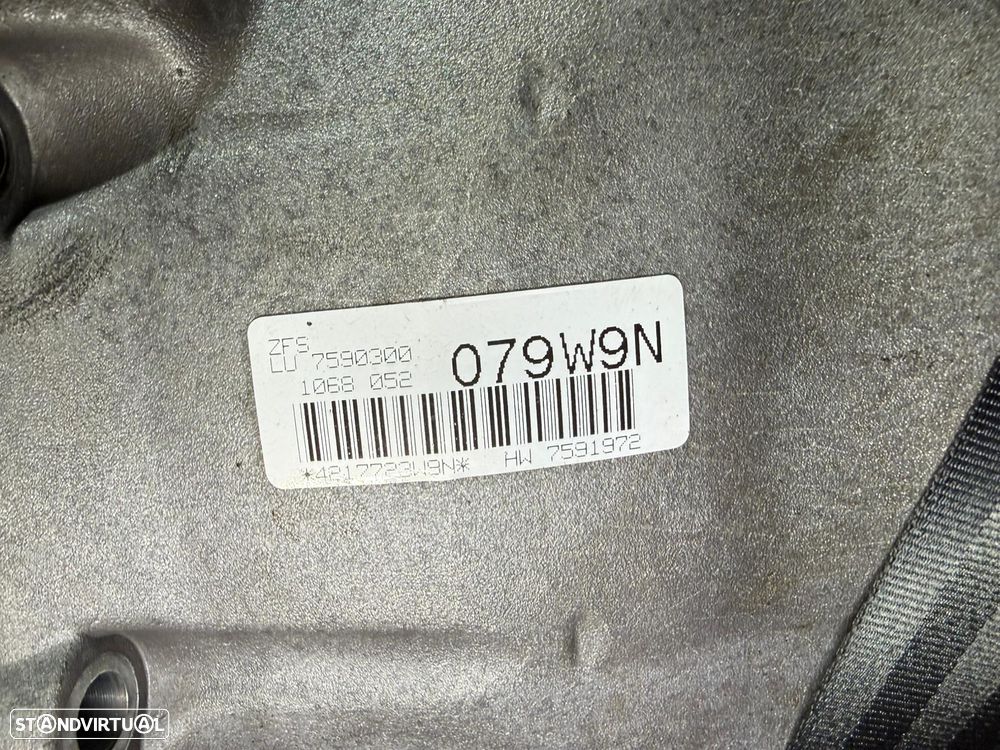 ZFS
LU 7590300
1068 052
079W9N
*4217723W9N* HW 7591972
STANDVIRTUAL